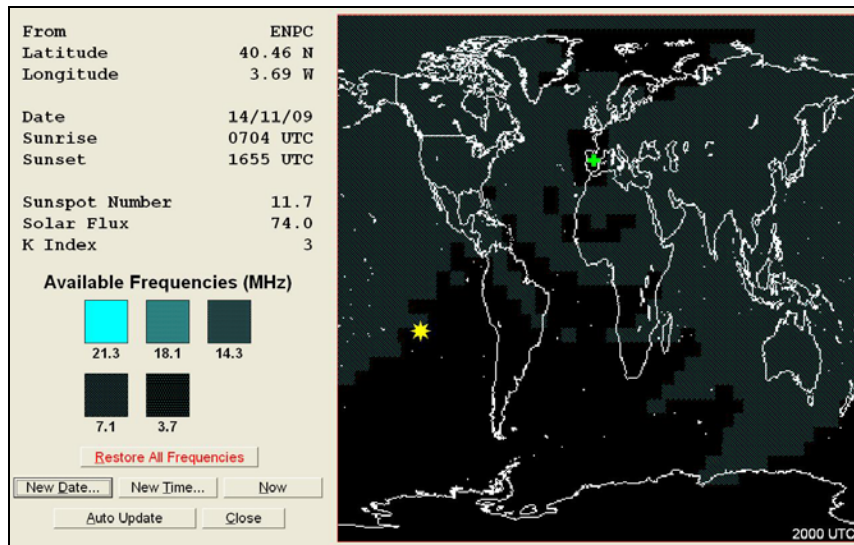 From ENPC
Latitude 40.46 N
Longitude 3.69 W
Date 14/11/09
Sunrise 0704 UTC
Sunset 1655 UTC
Sunspot Number 11.7
Solar Flux 74.0
K Index 3
Available Frequencies (MHz)
21.3 18.1 14.3
7.1 3.7
Restore All Frequencies
New Date... New Time... Now
Auto Update Close
2000 UTC